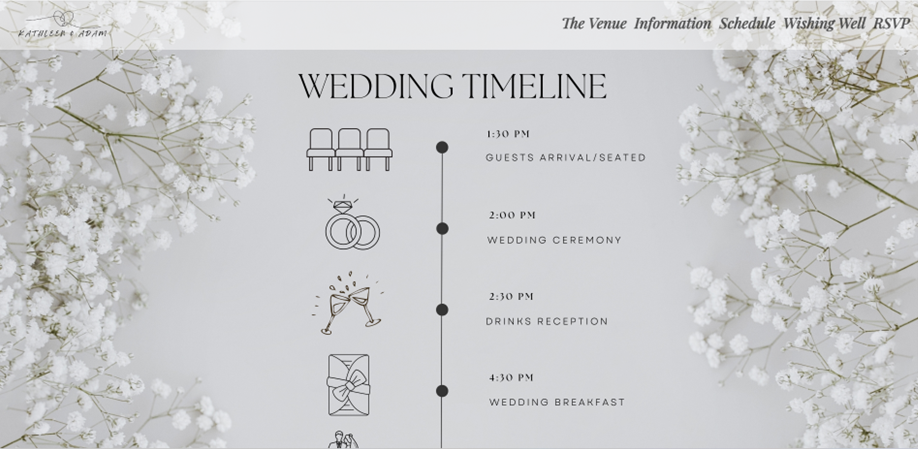 KATHLEEN & ADAM
The Venue Information Schedule Wishing Well RSVP
WEDDING TIMELINE
1:30 PM
GUESTS ARRIVAL/SEATED
2:00 PM
WEDDING CEREMONY
2:30 PM
DRINKS RECEPTION
4:30 PM
WEDDING BREAKFAST